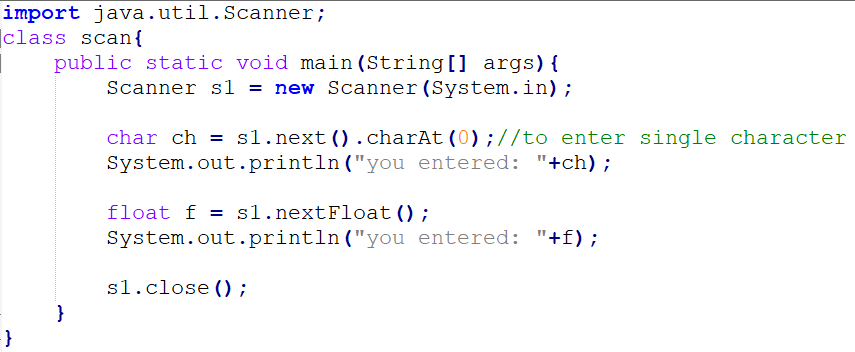 import java.util.Scanner;
class scan{
    public static void main(String[] args){
        Scanner s1 = new Scanner(System.in);

        char ch = s1.next().charAt(0);//to enter single character
        System.out.println("you entered: "+ch);

        float f = s1.nextFloat();
        System.out.println("you entered: "+f);

        s1.close();
    }
}